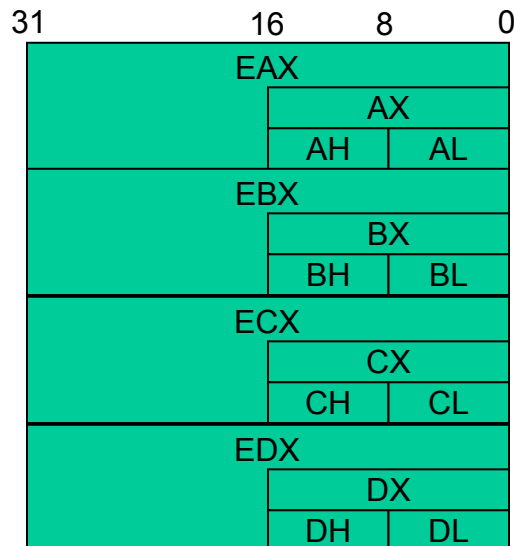 31 16 8 0
EAX
AX
AH AL
EBX
BX
BH BL
ECX
CX
CH CL
EDX
DX
DH DL